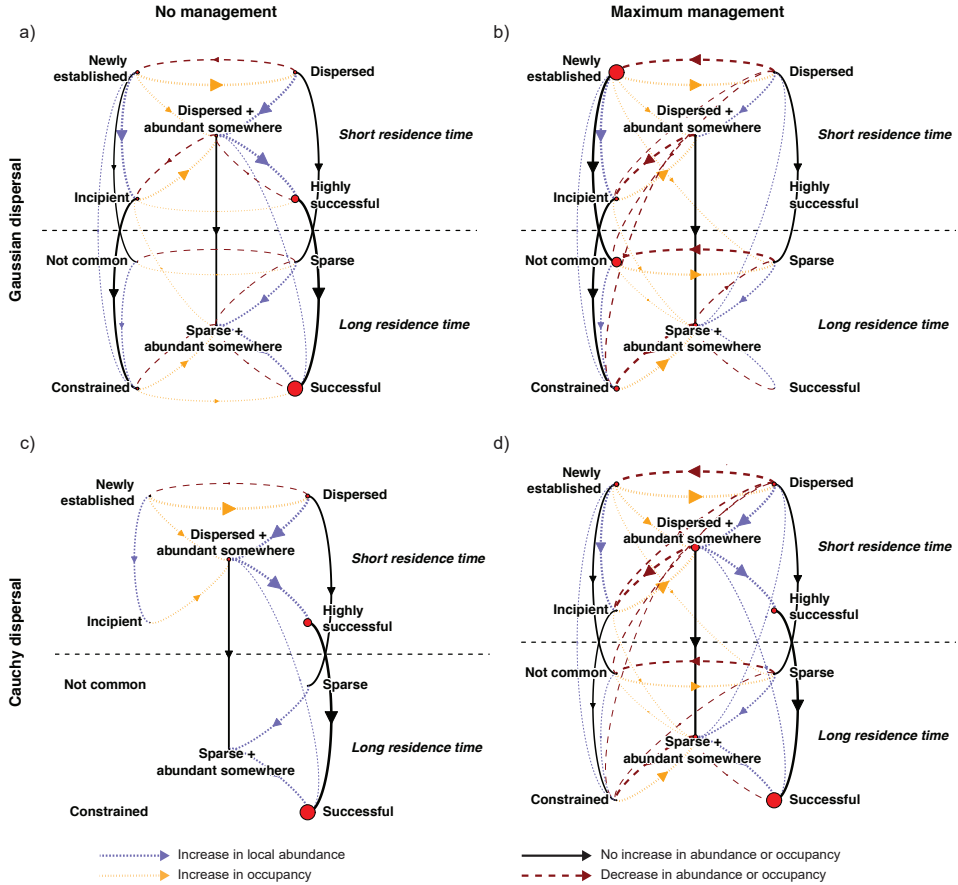 No management
Maximum management
a)
b)
Gaussian dispersal
Newly
established
Dispersed
Dispersed +
abundant somewhere
Short residence time
Incipient
Highly
successful
Not common
Sparse
Sparse +
abundant somewhere
Long residence time
Constrained
Successful
Newly
established
Dispersed
Dispersed +
abundant somewhere
Short residence time
Incipient
Highly
successful
Not common
Sparse
Sparse +
abundant somewhere
Long residence time
Constrained
Successful
c)
d)
Cauchy dispersal
Newly
established
Dispersed
Dispersed +
abundant somewhere
Short residence time
Incipient
Highly
successful
Not common
Sparse
Sparse +
abundant somewhere
Long residence time
Constrained
Successful
Newly
established
Dispersed
Dispersed +
abundant somewhere
Short residence time
Incipient
Highly
successful
Not common
Sparse
Sparse +
abundant somewhere
Long residence time
Constrained
Successful
Increase in local abundance
Increase in occupancy
No increase in abundance or occupancy
Decrease in abundance or occupancy